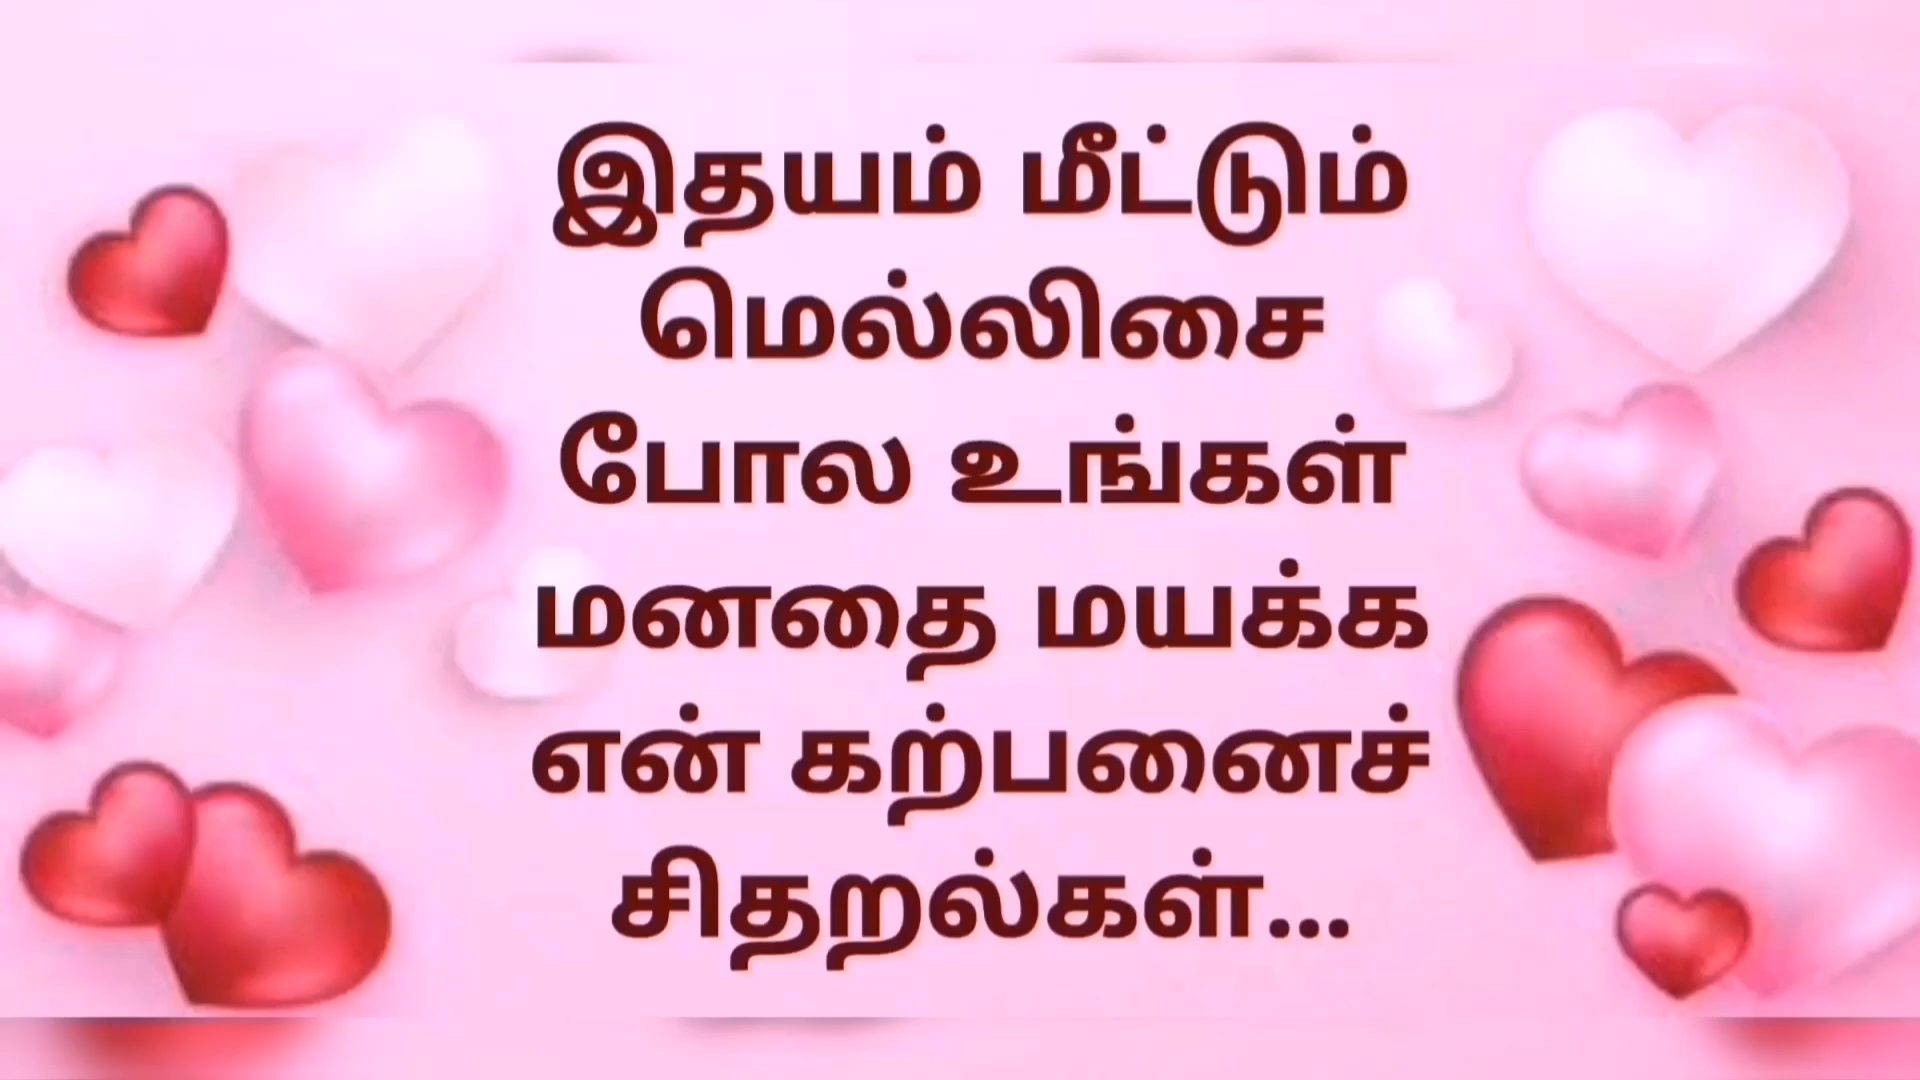 இதயம் மீட்டும்
மெல்லிசை
போல உங்கள்
மனதை மயக்க
என் கற்பனைச்
சிதறல்கள்...